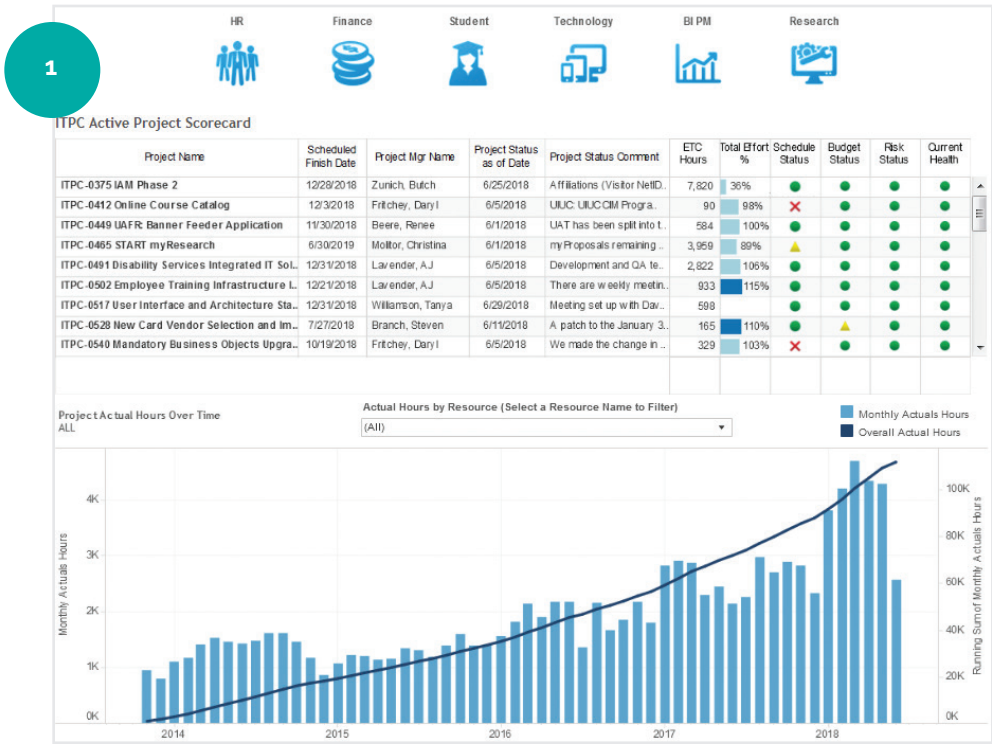 HR Finance Student Technology BI PM Research
1
ITPC Active Project Scorecard
Project Name Scheduled Finish Date Project Mgr Name Project Status as of Date Project Status Comment ETC Hours Total Effort % Schedule Status Budget Status Risk Status Current Health
ITPC-0375 IAM Phase 2 12/28/2018 Zunich, Butch 6/25/2018 Affiliations (Visitor NetID.. 7,820 36%
ITPC-0412 Online Course Catalog 12/3/2018 Fritchey, Daryl 6/5/2018 UIUC: UIUC CIM Progra.. 90 98%
ITPC-0449 UAFR: Banner Feeder Application 11/30/2018 Beere, Renee 6/1/2018 UAT has been split into t.. 584 100%
ITPC-0465 START myResearch 6/30/2019 Molitor, Christina 6/1/2018 myProposals remaining .. 3,959 89%
ITPC-0491 Disability Services Integrated IT Sol.. 12/31/2018 Lavender, AJ 6/5/2018 Development and QA te.. 2,822 106%
ITPC-0502 Employee Training Infrastructure I.. 12/21/2018 Lavender, AJ 6/5/2018 There are weekly meetin.. 933 115%
ITPC-0517 User Interface and Architecture Sta.. 12/31/2018 Williamson, Tanya 6/29/2018 Meeting set up with Dav.. 598
ITPC-0528 New Card Vendor Selection and Im.. 7/27/2018 Branch, Steven 6/11/2018 A patch to the January 3.. 165 110%
ITPC-0540 Mandatory Business Objects Upgra.. 10/19/2018 Fritchey, Daryl 6/5/2018 We made the change in .. 329 103%
Project Actual Hours Over Time
ALL
Actual Hours by Resource (Select a Resource Name to Filter)
(All)
Monthly Actuals Hours
Overall Actual Hours
Monthly Actuals Hours
4K
3K
2K
1K
0K
100K
80K
60K
40K
20K
0K
Running Sum of Monthly Actuals Hours
2014 2015 2016 2017 2018